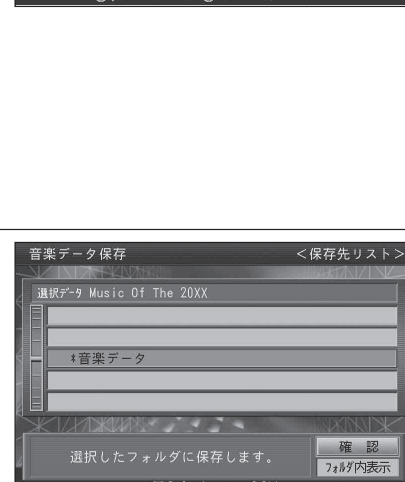 音楽データ保存 <保存先リスト>
選択ﾃﾞｰﾀ Music Of The 20XX
*音楽データ
選択したフォルダに保存します。
確 認
ﾌｫﾙﾀﾞ内表示